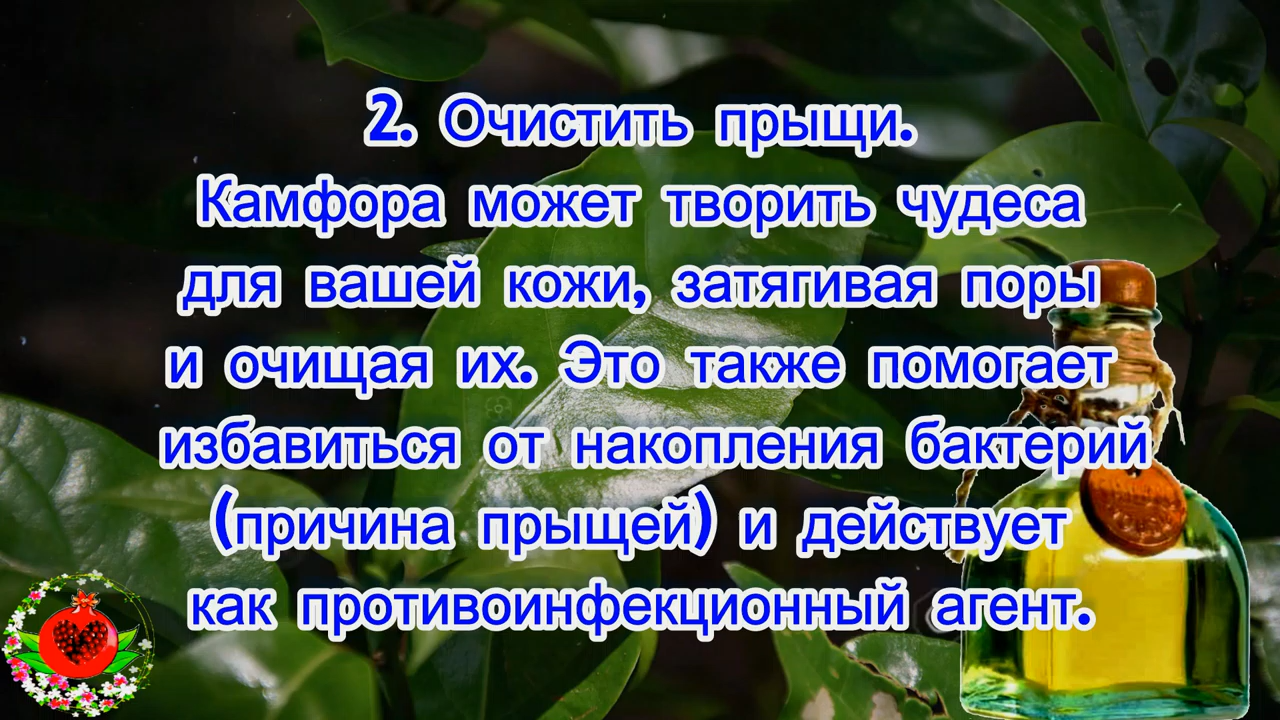 2. Очистить прыщи.
Камфора может творить чудеса
для вашей кожи, затягивая поры
и очищая их. Это также помогает
избавиться от накопления бактерий
(причина прыщей) и действует
как противоинфекционный агент.